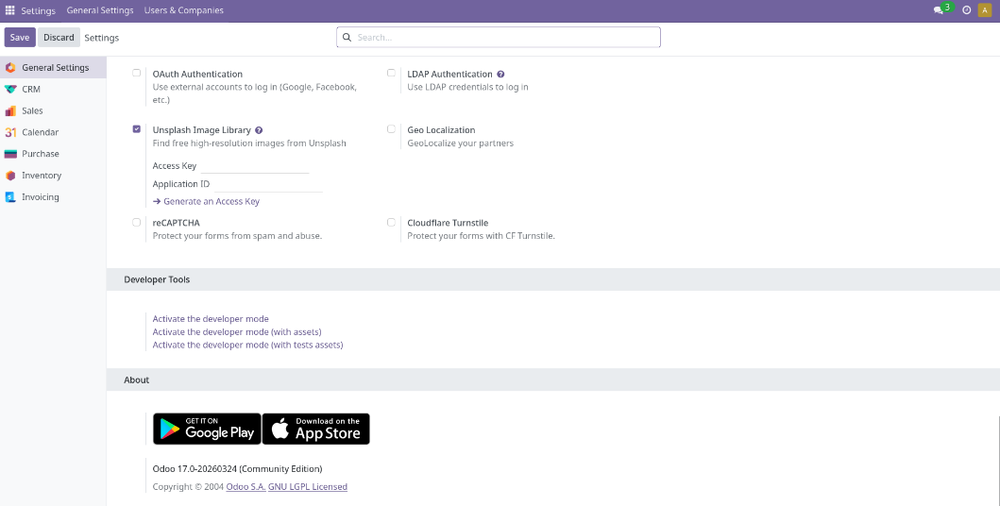 Settings General Settings Users & Companies 3 A
Save Discard Settings Search...
General Settings
CRM
Sales
31 Calendar
Purchase
Inventory
Invoicing
OAuth Authentication
Use external accounts to log in (Google, Facebook,
etc.)
LDAP Authentication ?
Use LDAP credentials to log in
Unsplash Image Library ?
Find free high-resolution images from Unsplash
Access Key
Application ID
Generate an Access Key
Geo Localization
GeoLocalize your partners
reCAPTCHA
Protect your forms from spam and abuse.
Cloudflare Turnstile
Protect your forms with CF Turnstile.
Developer Tools
Activate the developer mode
Activate the developer mode (with assets)
Activate the developer mode (with tests assets)
About
GET IT ON
Google Play
Download on the
App Store
Odoo 17.0-20260324 (Community Edition)
Copyright © 2004 Odoo S.A. GNU LGPL Licensed